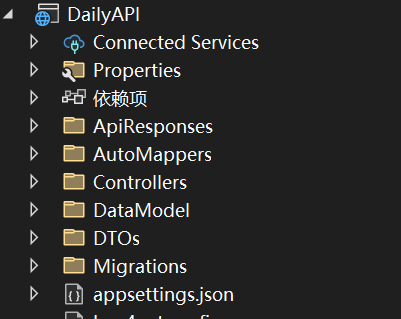 DailyAPI
Connected Services
Properties
依赖项
ApiResponses
AutoMappers
Controllers
DataModel
DTOs
Migrations
appsettings.json